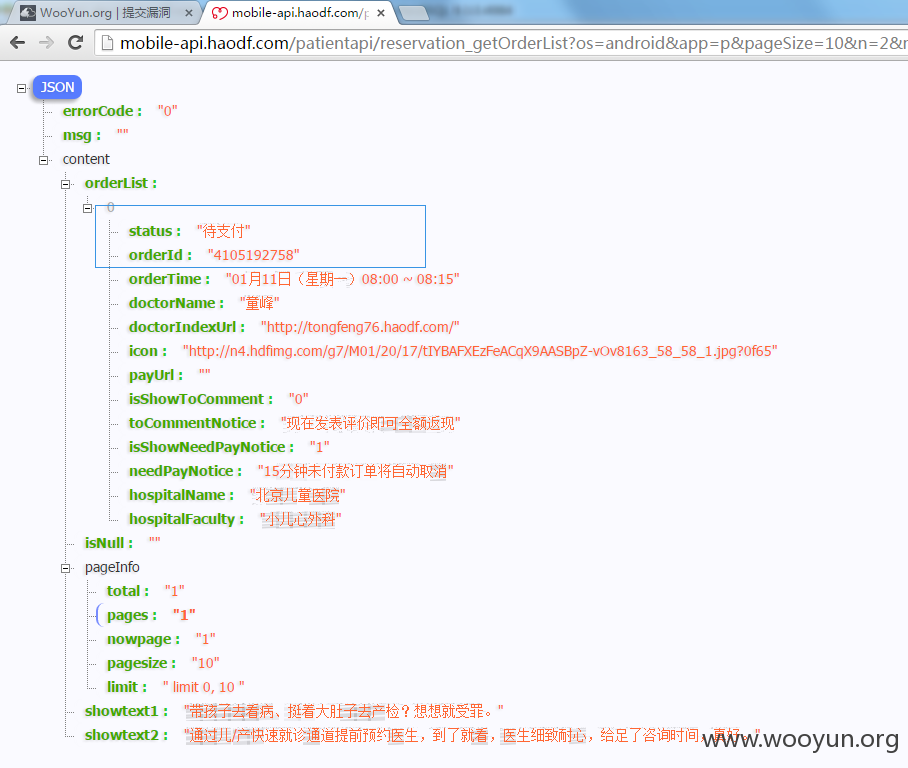 WooYun.org | 提交漏洞
mobile-api.haodf.com/p
mobile-api.haodf.com/patientapi/reservation_getOrderList?os=android&app=p&pageSize=10&n=2&
JSON
errorCode : "0"
msg : ""
content
orderList :
0
status : "待支付"
orderId : "4105192758"
orderTime : "01月11日（星期一）08:00 ~ 08:15"
doctorName : "童峰"
doctorIndexUrl : "http://tongfeng76.haodf.com/"
icon : "http://n4.hdfimg.com/g7/M01/20/17/tIYBAFXEzFeACqX9AASBpZ-vOv8163_58_58_1.jpg?0f65"
payUrl : ""
isShowToComment : "0"
toCommentNotice : "现在发表评价即可全额返现"
isShowNeedPayNotice : "1"
needPayNotice : "15分钟未付款订单将自动取消"
hospitalName : "北京儿童医院"
hospitalFaculty : "小儿心外科"
isNull : ""
pageInfo
total : "1"
pages : "1"
nowpage : "1"
pagesize : "10"
limit : " limit 0, 10 "
showtext1 : "带孩子去看病、挺着大肚子去产检？想想就受罪。"
showtext2 : "通过儿/产快速就诊通道提前预约医生，到了就看，医生细致耐心，给足了咨询时间，真好。"
www.wooyun.org